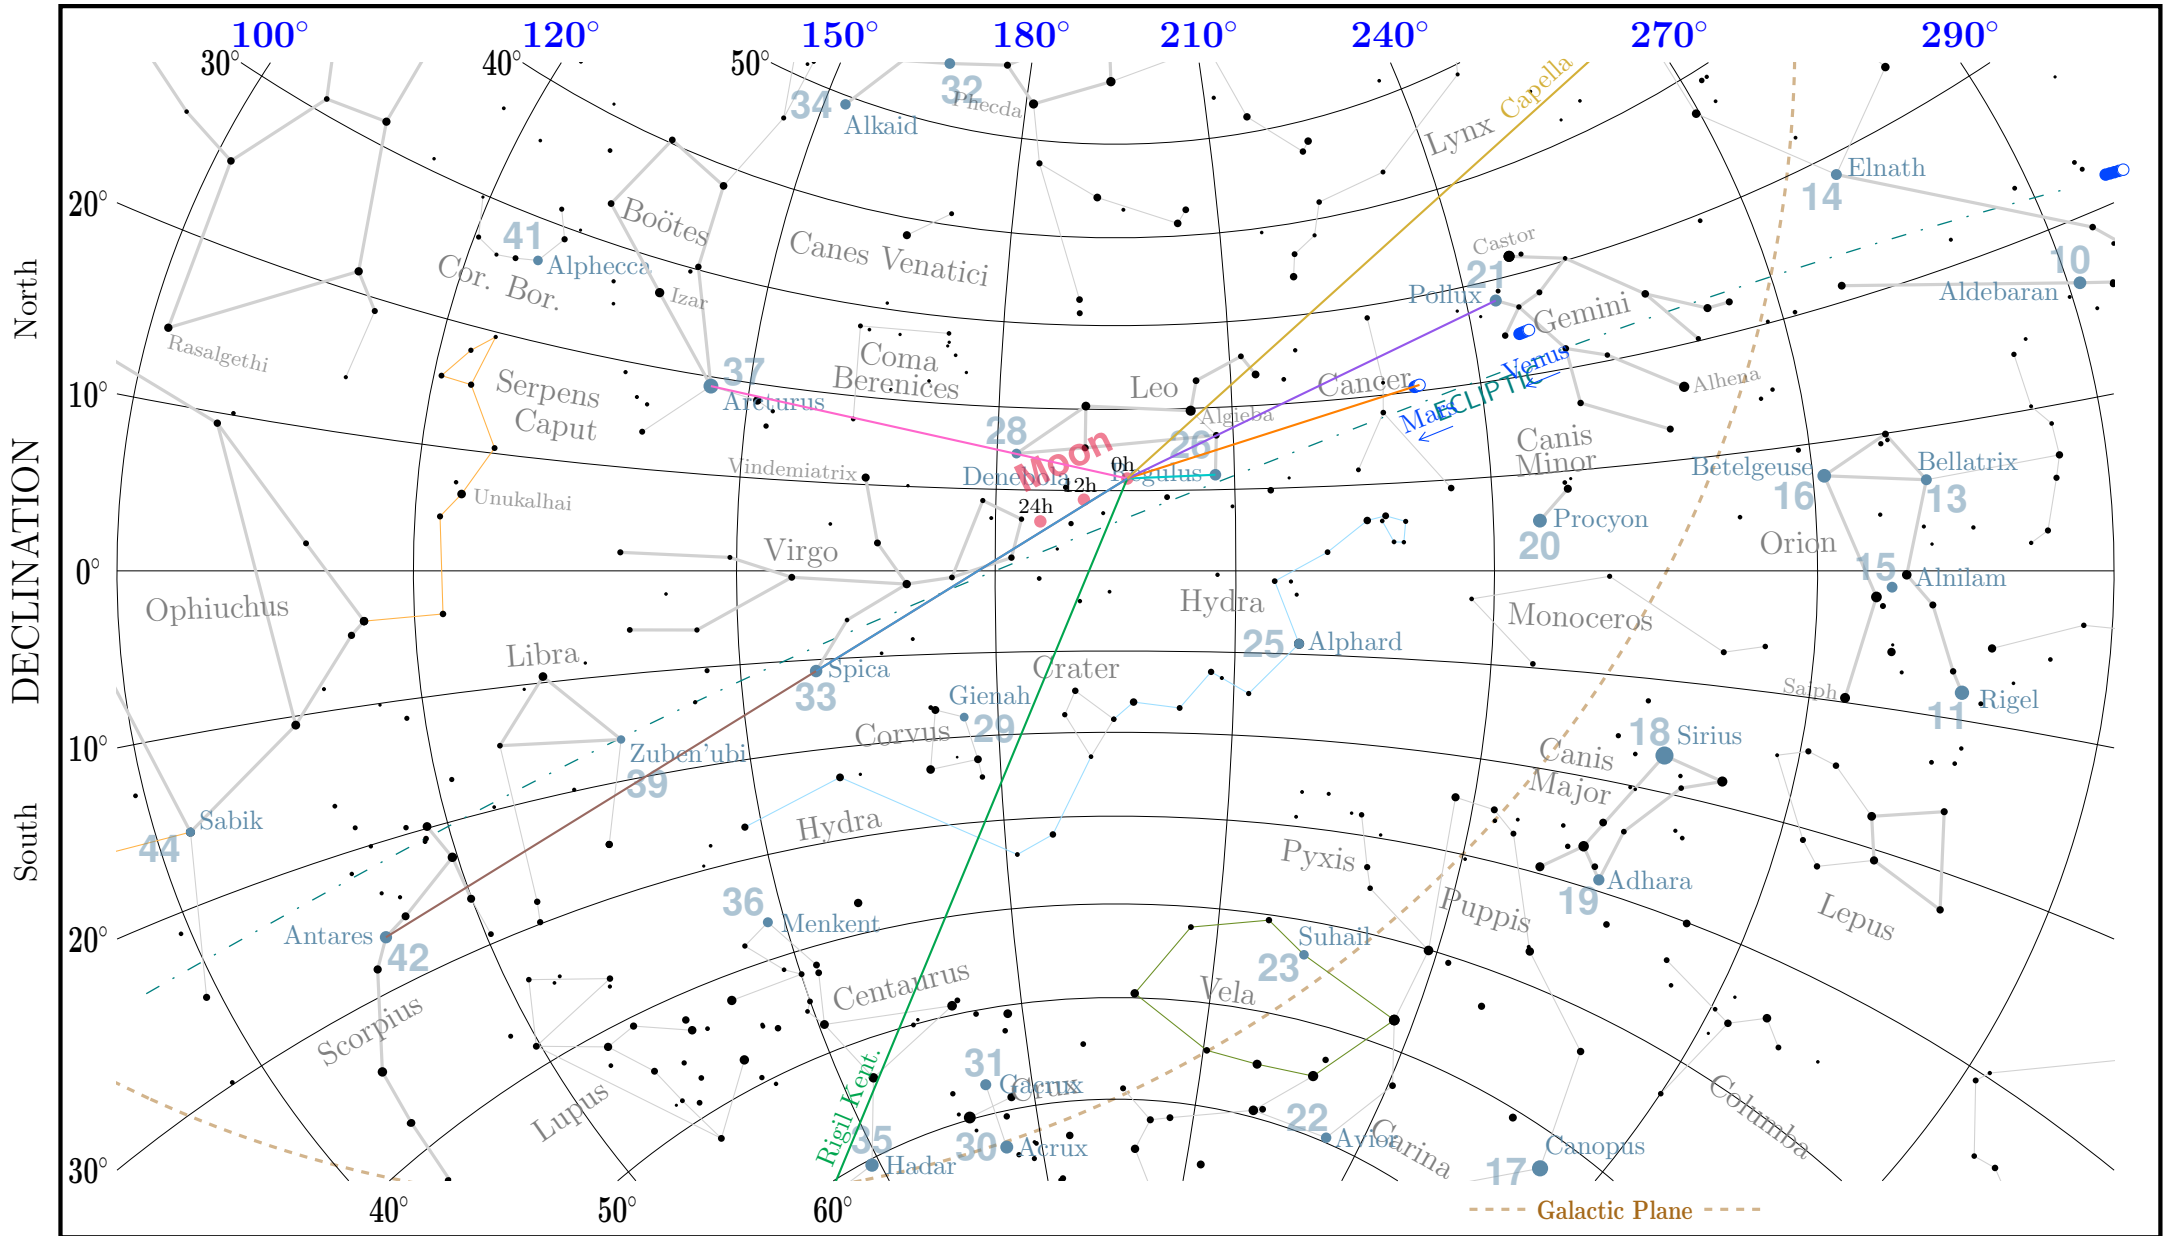 100° 120° 150° 180° 210° 240° 270° 290°
30° 40° 50°
20°
10°
0°
10°
20°
30°
40° 50° 60°
North
DECLINATION
South
34
Alkaid
32
Phecda
Lynx
Capella
Elnath
14
Boötes
41
Alphecca
Cor. Bor.
Izar
Canes Venatici
Castor
21
Pollux
Gemini
10
Aldebaran
Rasalgethi
Serpens
Caput
37
Arcturus
Coma
Berenices
Leo
Cancer
Venus
ECLIPTIC
Mars
Alhena
Algieba
28
Denebola
Moon
0h
12h
24h
26
Regulus
Canis
Minor
Betelgeuse
16
Bellatrix
13
Vindemiatrix
Unukalhai
Procyon
20
Virgo
Orion
15
Alnilam
Ophiuchus
Hydra
Monoceros
Libra
25
Alphard
Spica
33
Crater
Gienah
29
Corvus
Saiph
Rigel
11
18
Sirius
Zuben'ubi
39
Canis
Major
Sabik
44
Hydra
Pyxis
Adhara
19
Puppis
Lepus
36
Menkent
Antares
42
Suhail
23
Centaurus
Vela
Scorpius
Lupus
31
Gacrux
Crux
Rigil Kent.
35
Hadar
30
Acrux
22
Avior
Carina
Canopus
17
Columba
Galactic Plane